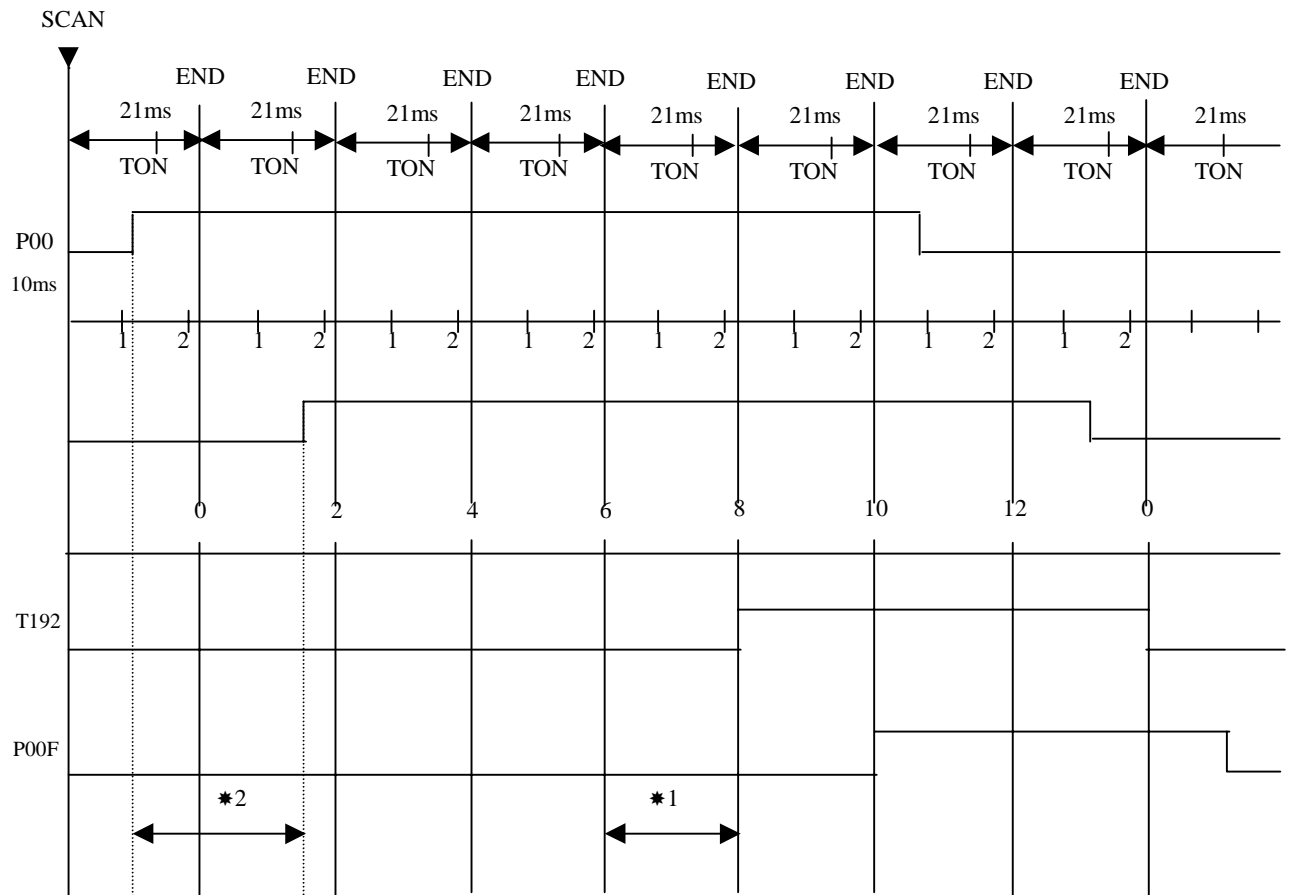 SCAN
END END END END END END END END
21ms 21ms 21ms 21ms 21ms 21ms 21ms 21ms 21ms
TON TON TON TON TON TON TON TON TON
P00
10ms
1 2 1 2 1 2 1 2 1 2 1 2 1 2 1 2
0 2 4 6 8 10 12 0
T192
P00F
✷2 ✷1